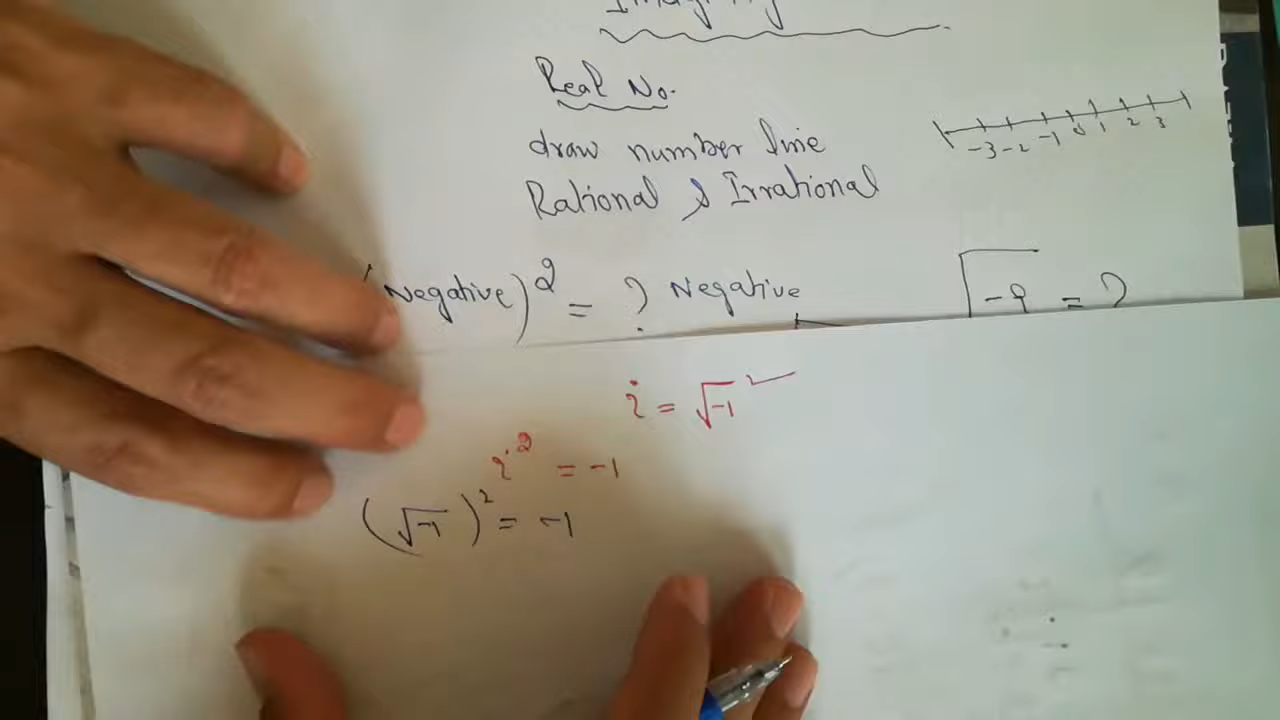 Real No.
draw number line
-3 -2 -1 0 1 2 3
Rational & Irrational
(Negative)² = ? Negative
√-9 = ?
i = √-1
i² = -1
(√-1)² = -1